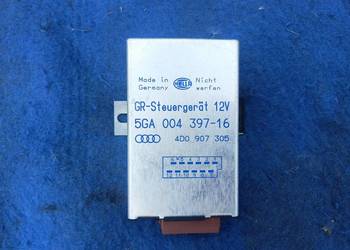 Made in Germany
HELLA
Nicht werfen
GR-Steuergerät 12V
5GA 004 397-16
4D0 907 305